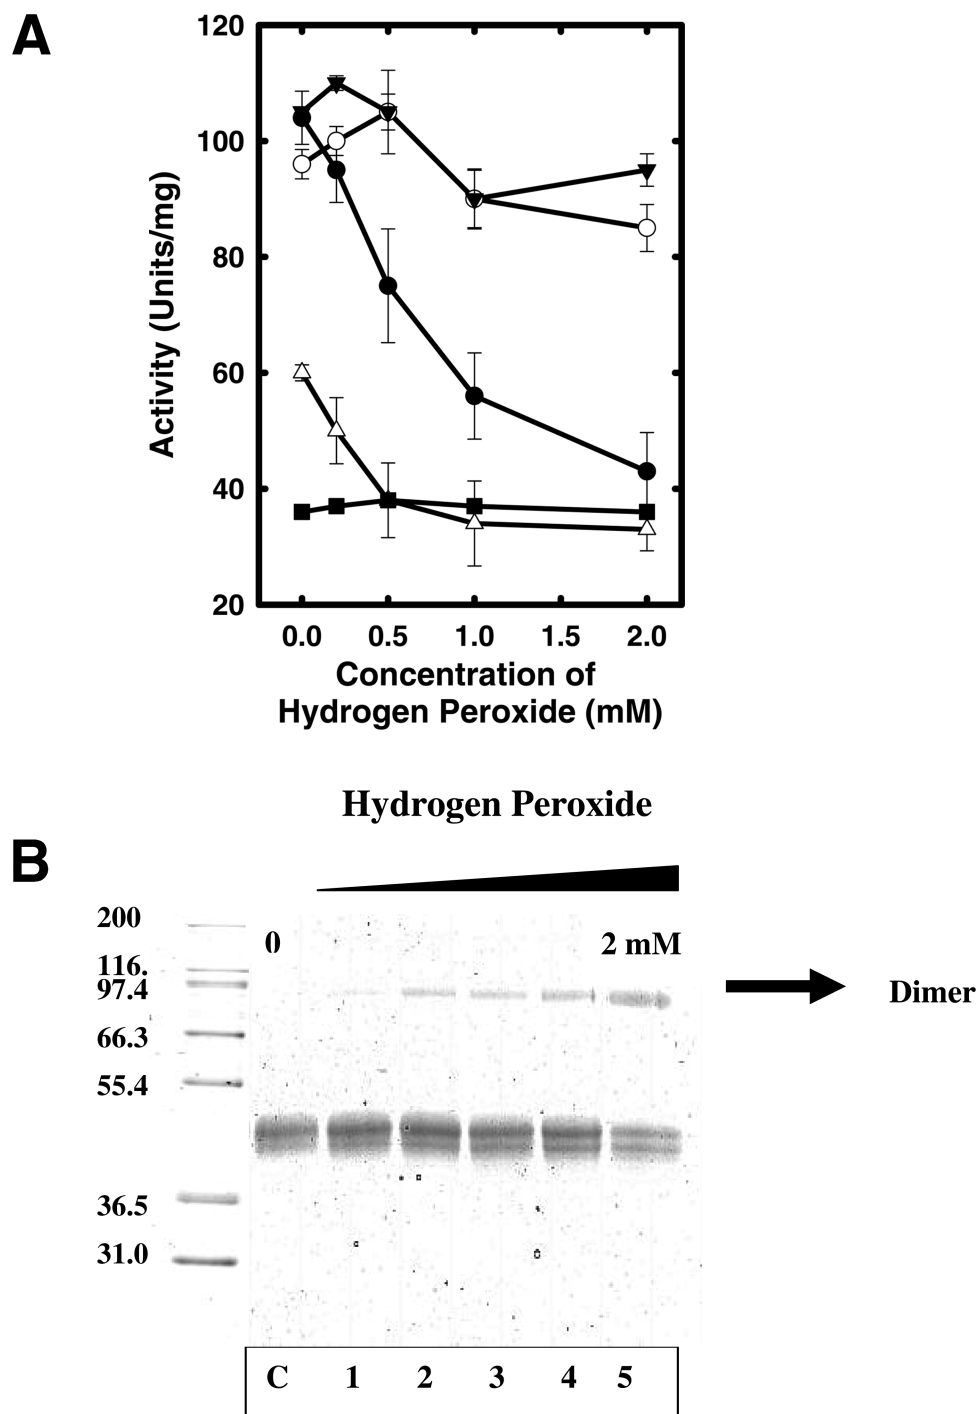 A
120
100
80
60
40
20
Activity (Units/mg)
0.0 0.5 1.0 1.5 2.0
Concentration of
Hydrogen Peroxide (mM)
Hydrogen Peroxide
B
200
116.
97.4
66.3
55.4
36.5
31.0
0 2 mM
Dimer
C 1 2 3 4 5